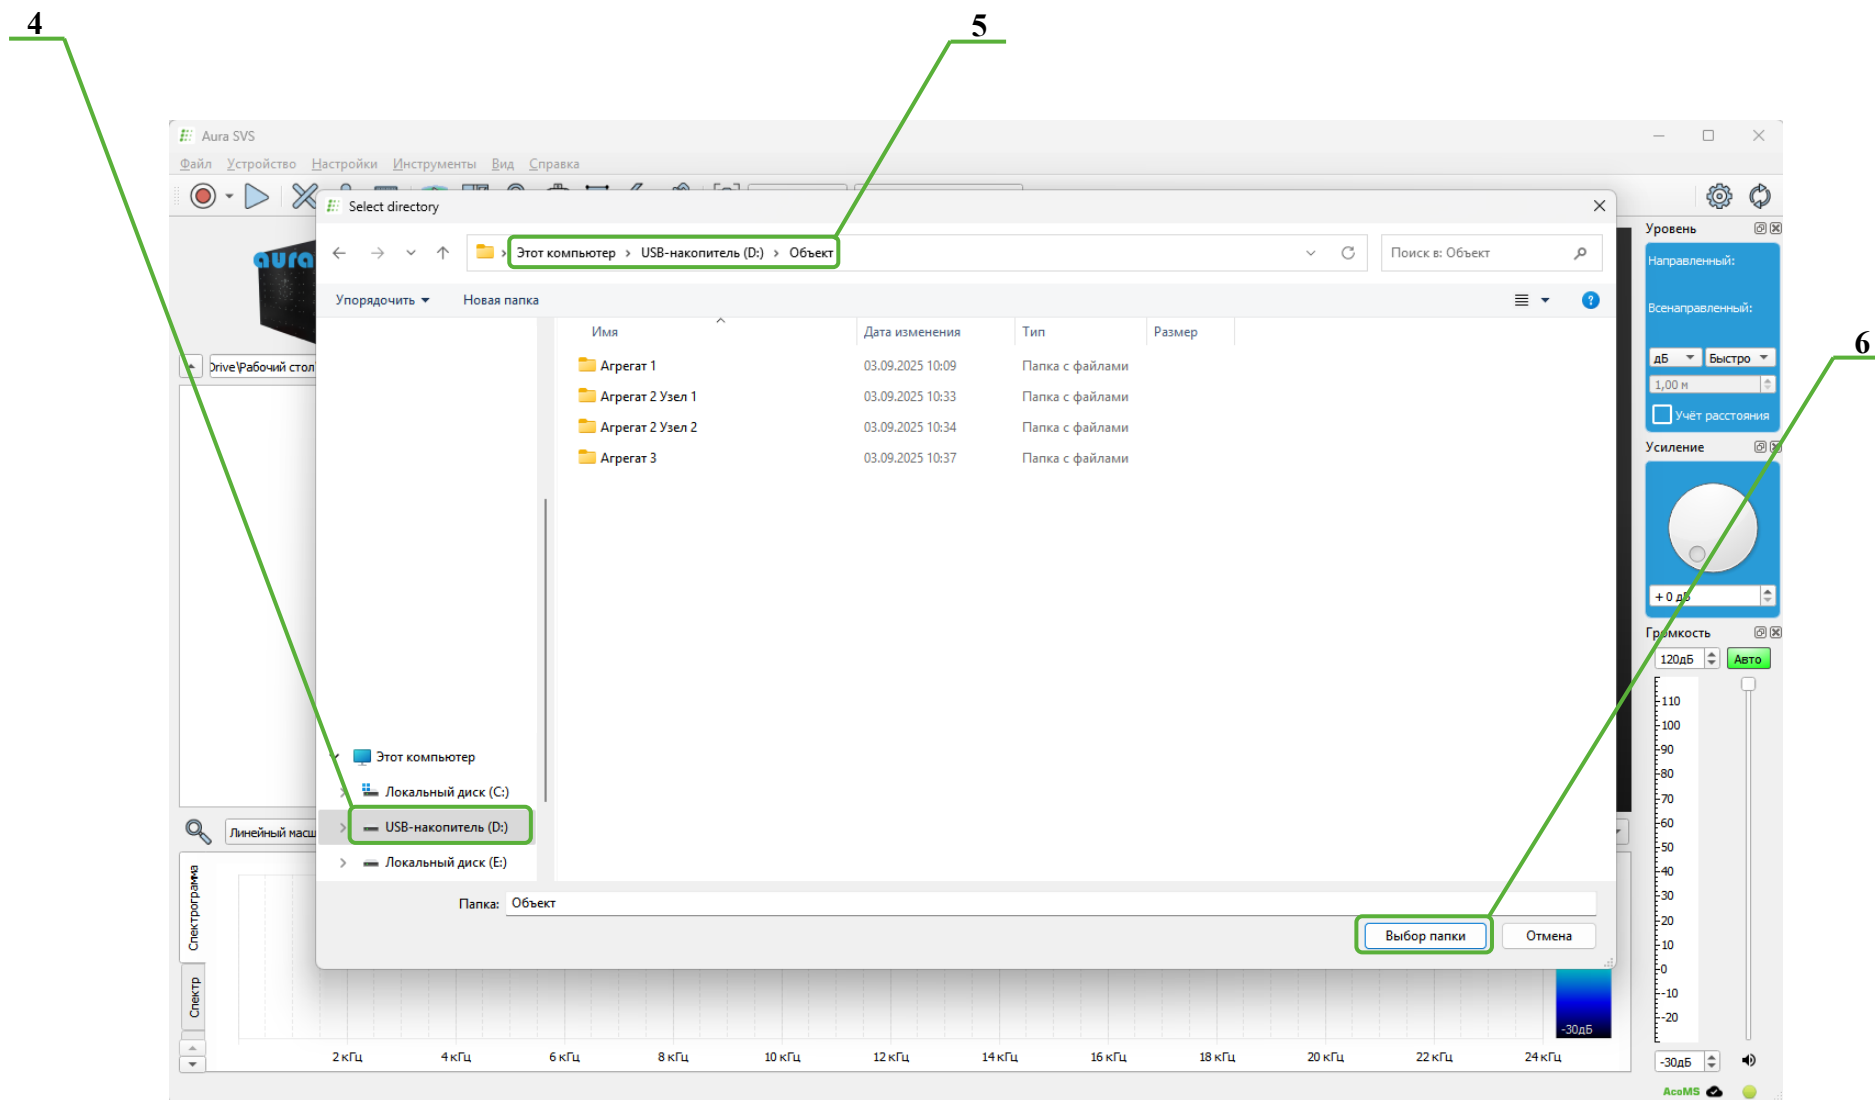 4
5
Aura SVS
Файл Устройство Настройки Инструменты Вид Справка
Select directory
Этот компьютер > USB-накопитель (D:) > Объект
Поиск в: Объект
Упорядочить Новая папка
Имя Дата изменения Тип Размер
Агрегат 1 03.09.2025 10:09 Папка с файлами
Агрегат 2 Узел 1 03.09.2025 10:33 Папка с файлами
Агрегат 2 Узел 2 03.09.2025 10:34 Папка с файлами
Агрегат 3 03.09.2025 10:37 Папка с файлами
Этот компьютер
Локальный диск (C:)
USB-накопитель (D:)
Локальный диск (E:)
Папка: Объект
Выбор папки Отмена
aura
Drive\Рабочий стол
Линейный масш
Спектрограмма
Спектр
2 кГц 4 кГц 6 кГц 8 кГц 10 кГц 12 кГц 14 кГц 16 кГц 18 кГц 20 кГц 22 кГц 24 кГц
-30дБ
Уровень
Направленный:
Всенаправленный:
6
дБ Быстро
1,00 м
Учёт расстояния
Усиление
+ 0 дБ
Громкость
120дБ Авто
110
100
90
80
70
60
50
40
30
20
10
0
-10
-20
-30дБ
AcoMS